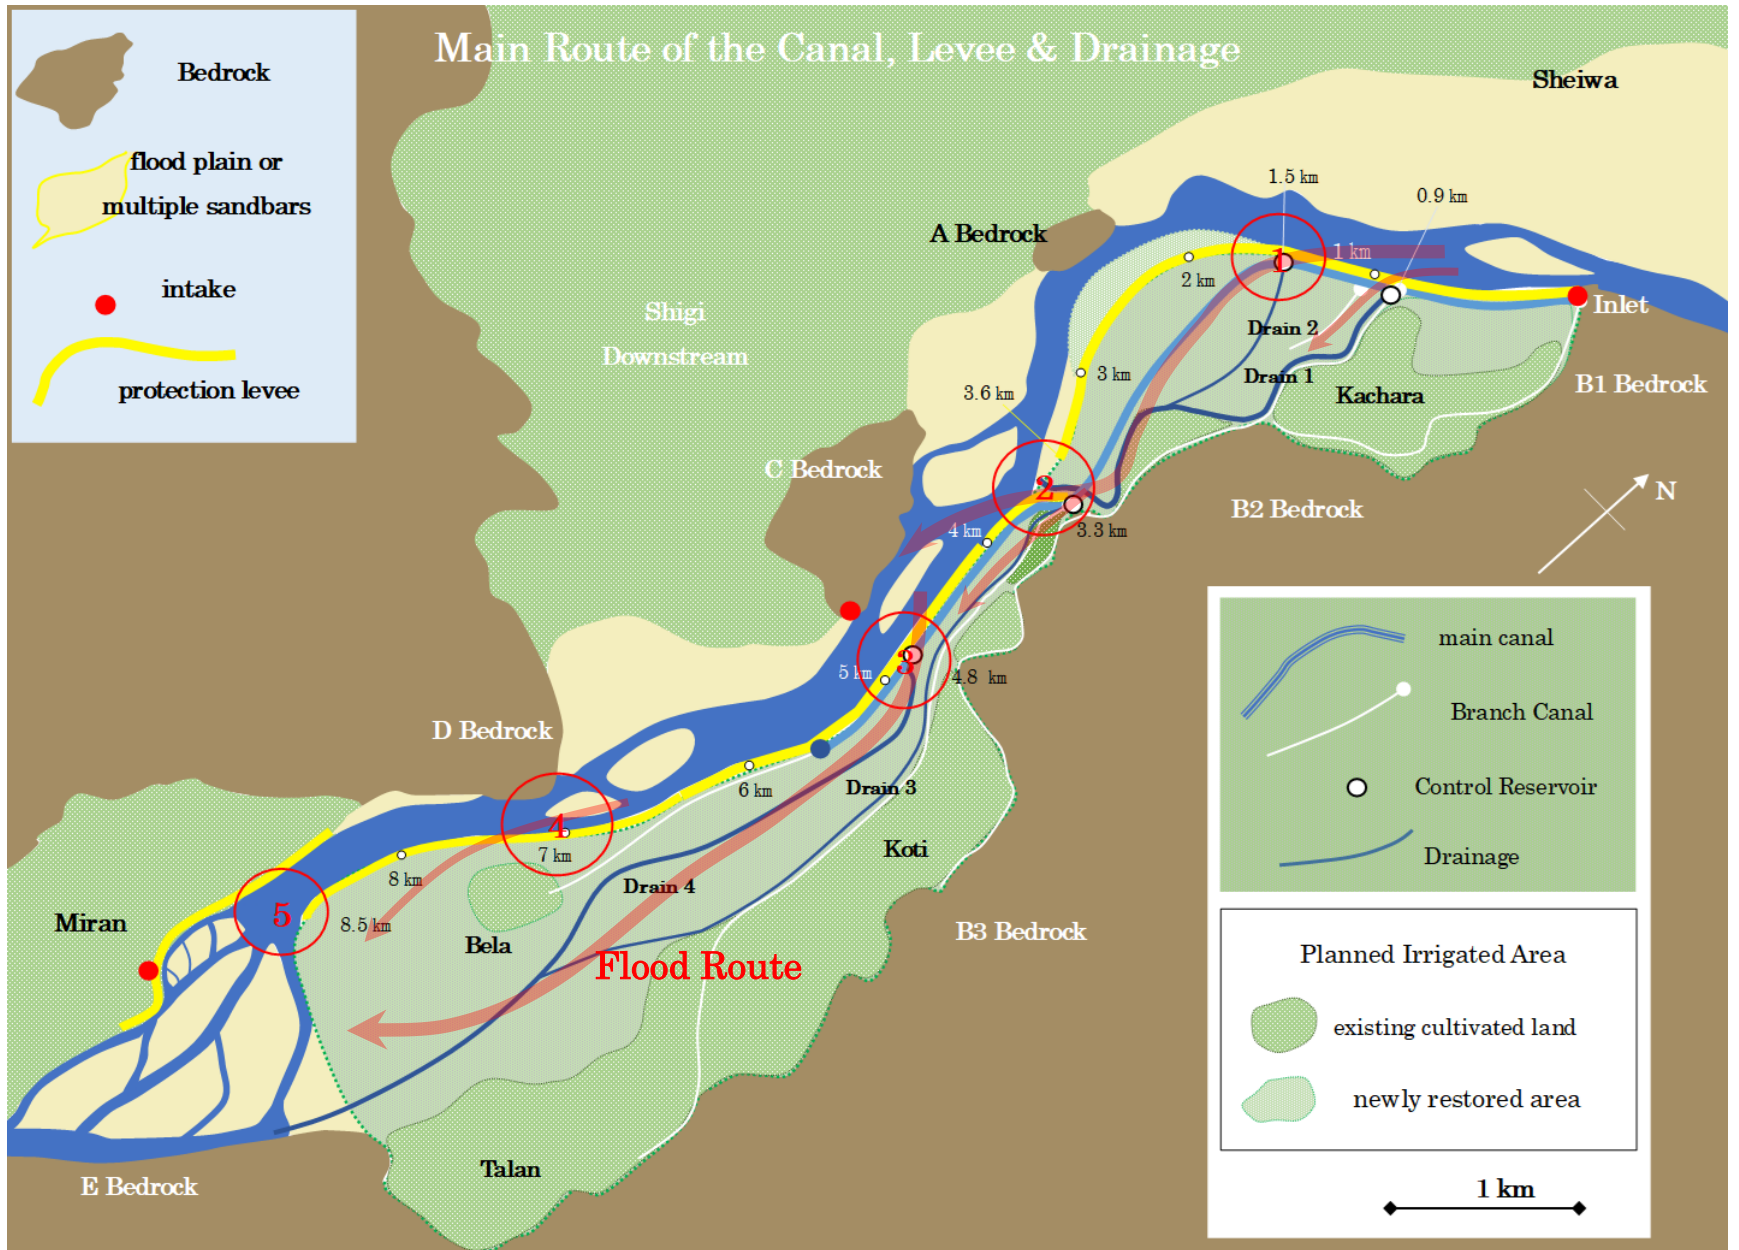 Main Route of the Canal, Levee & Drainage
Bedrock
flood plain or
multiple sandbars
intake
protection levee
Sheiwa
1.5 km
0.9 km
A Bedrock
1
1 km
2 km
Inlet
Shigi
Downstream
Drain 2
3 km
Drain 1
Kachara
B1 Bedrock
3.6 km
C Bedrock
2
B2 Bedrock
N
4 km
3.3 km
3
5 km
4.8 km
D Bedrock
6 km
Drain 3
4
7 km
Koti
8 km
Drain 4
5
Miran
8.5 km
Bela
B3 Bedrock
Flood Route
Talan
E Bedrock
main canal
Branch Canal
Control Reservoir
Drainage
Planned Irrigated Area
existing cultivated land
newly restored area
1 km